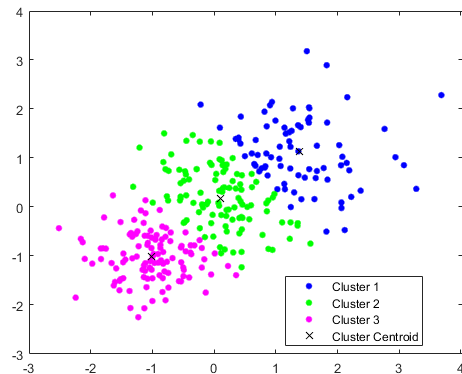 4
3
2
1
0
-1
-2
-3
-3 -2 -1 0 1 2 3 4
Cluster 1
Cluster 2
Cluster 3
Cluster Centroid